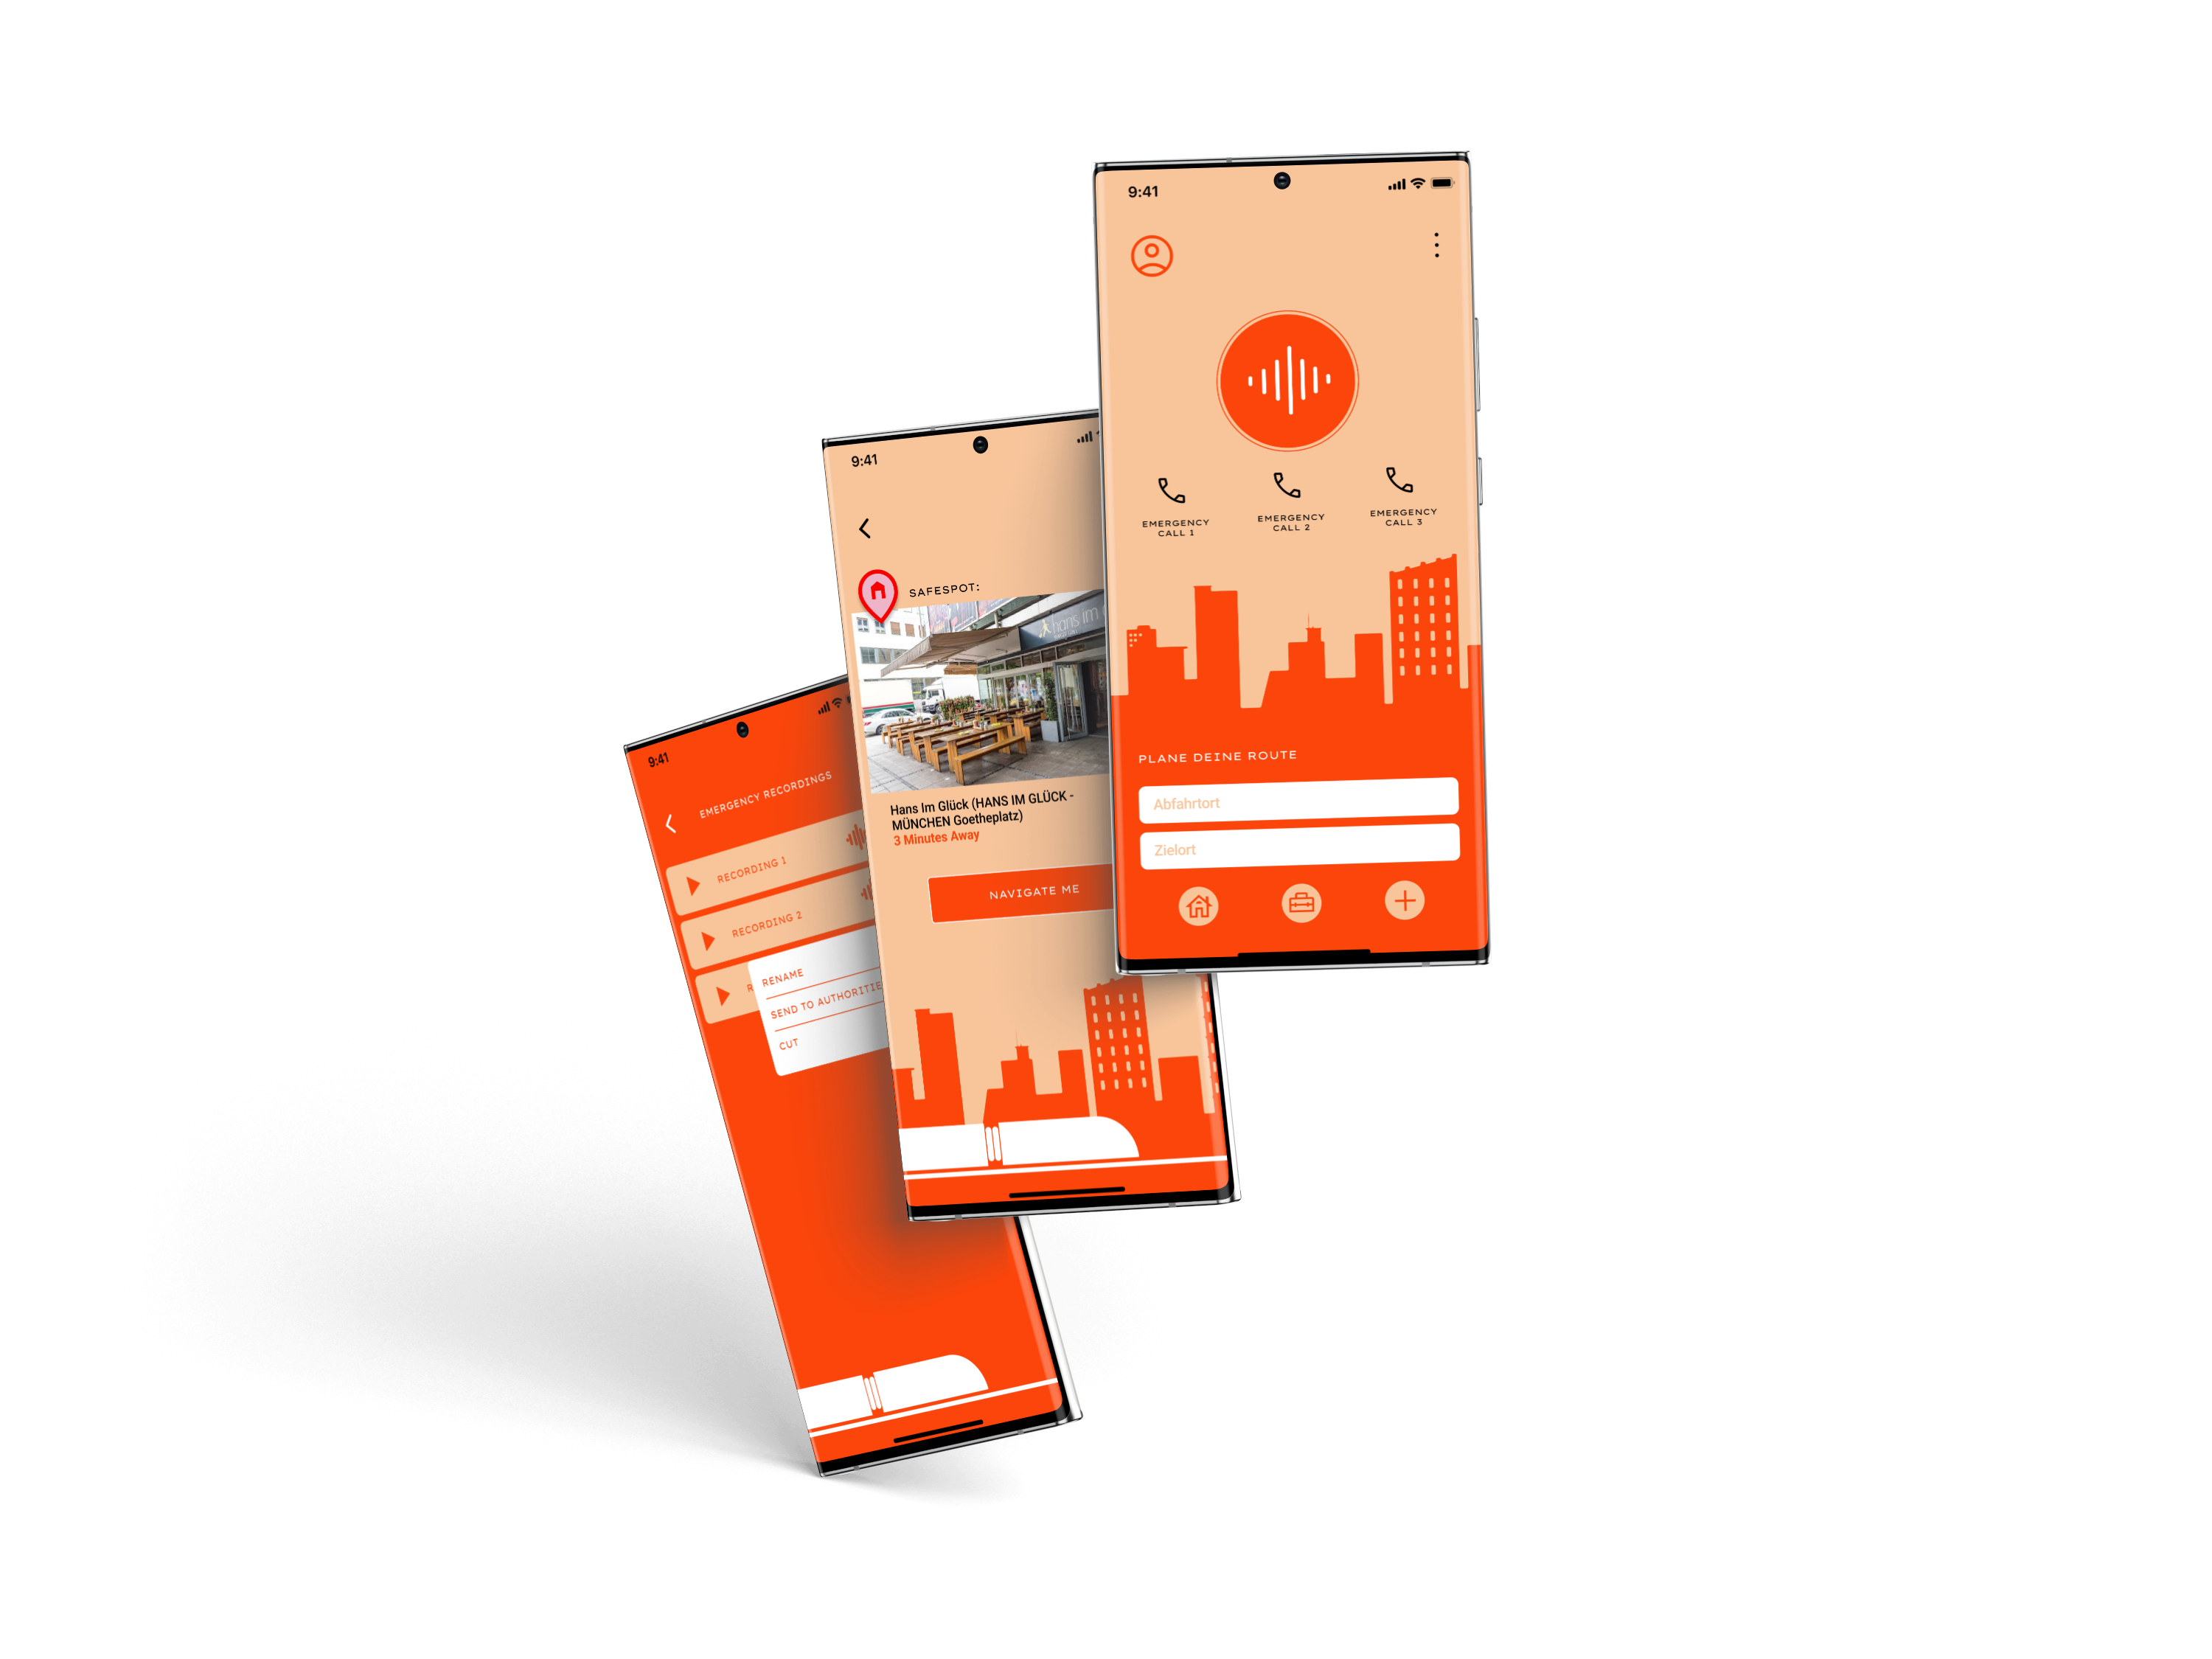 9:41
EMERGENCY
CALL 1
EMERGENCY
CALL 2
EMERGENCY
CALL 3
PLANE DEINE ROUTE
Abfahrtort
Zielort
9:41
SAFESPOT:
hans im
Hans Im Glück (HANS IM GLÜCK -
MÜNCHEN Goetheplatz)
3 Minutes Away
NAVIGATE ME
9:41
EMERGENCY RECORDINGS
RECORDING 1
RECORDING 2
R
RENAME
SEND TO AUTHORITIE
CUT